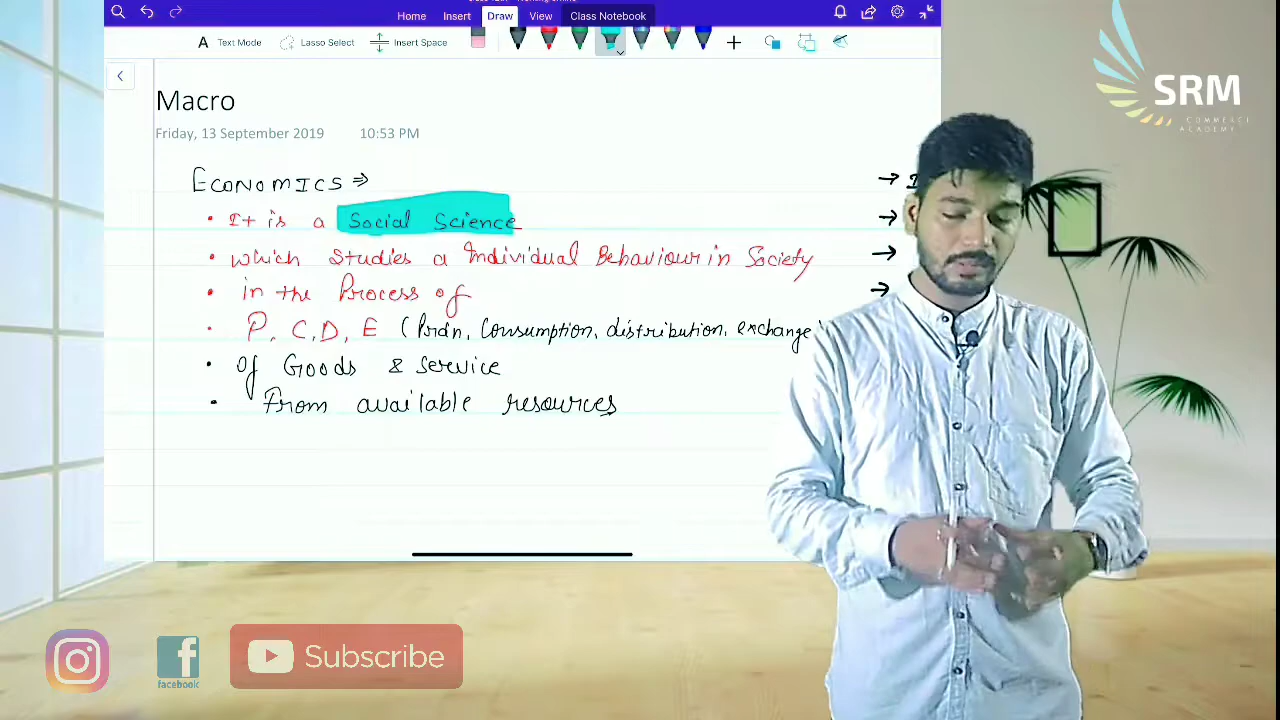 Home Insert Draw View Class Notebook
Text Mode Lasso Select Insert Space
Macro
Friday, 13 September 2019 10:53 PM
ECONOMICS ⇒
• It is a Social Science
• which Studies a Individual Behaviour in Society
• in the Process of
• P, C, D, E (Prdn, Consumption, distribution, exchange
• of Goods & Service
• From available resources
→
→
→
→
SRM
COMMERCE
ACADEMY
facebook
Subscribe